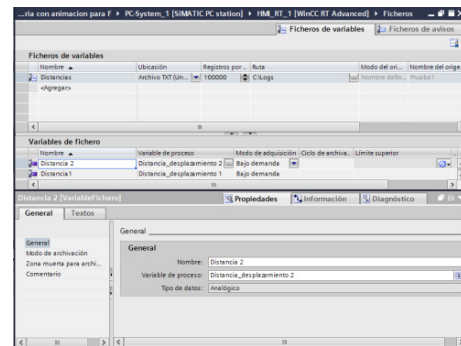 ...ria con animacion para F ▸ PC-System_1 [SIMATIC PC station] ▸ HMI_RT_1 [WinCC RT Advanced] ▸ Ficheros
Ficheros de variables Ficheros de avisos
Ficheros de variables
Nombre Ubicación Registros por .. Ruta Modo del ori... Nombre del orige
Distancias Archivo TXT (Un... 100000 C:\Logs Nombre defin... Prueba1
<Agregar>
Variables de fichero
Nombre Variable de proceso Modo de adquisición Ciclo de archiva.. Límite superior
Distancia 2 Distancia_desplazamiento 2 Bajo demanda
Distancia1 Distancia_desplazamiento 1 Bajo demanda
Distancia 2 [VariableFichero] Propiedades Información Diagnóstico
General Textos
General
General
Modo de archivación
Zona muerta para archi...
Comentario
General
Nombre: Distancia 2
Variable de proceso: Distancia_desplazamiento 2
Tipo de datos: Analógico